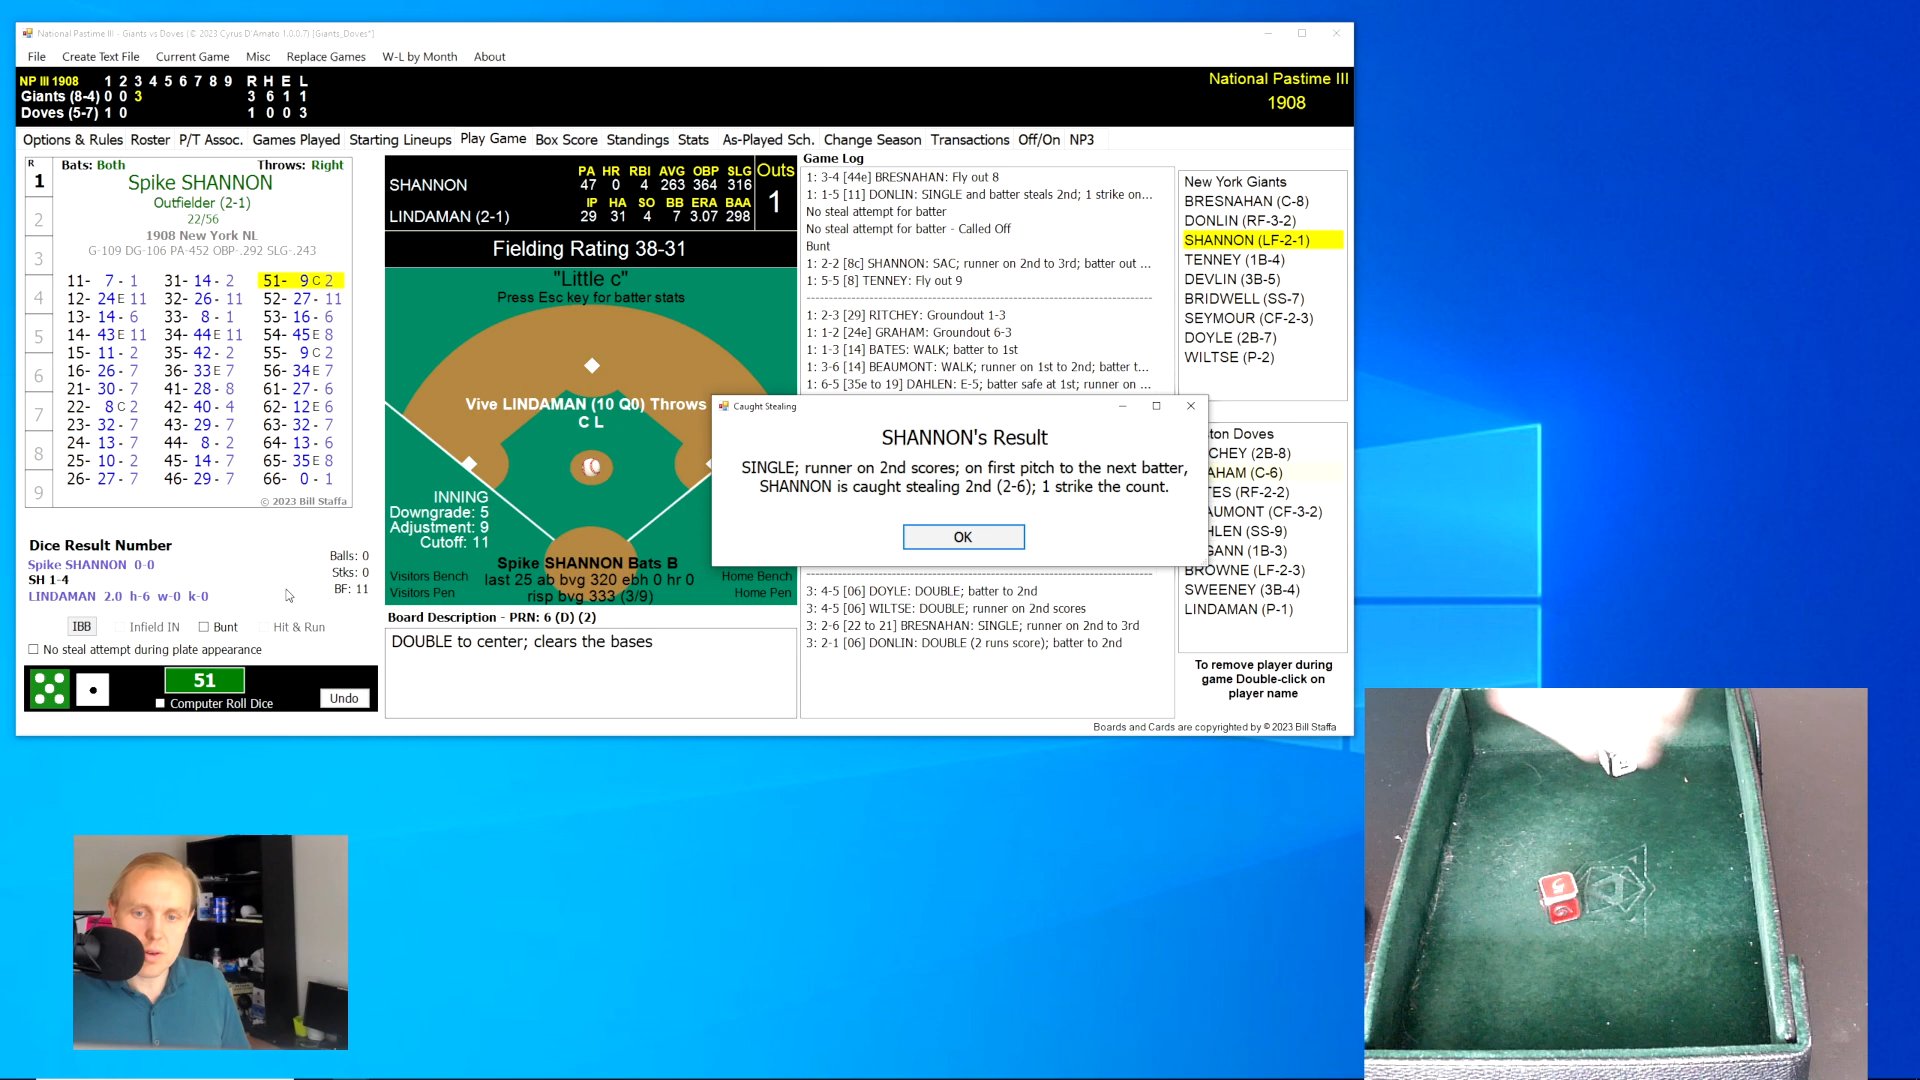 National Pastime III - Giants vs Doves (© 2023 Cyrus D'Amato 1.0.0.7) [Giants_Doves*]
File Create Text File Current Game Misc Replace Games W-L by Month About
NP III 1908 1 2 3 4 5 6 7 8 9 R H E L
Giants (8-4) 0 0 3 3 6 1 1
Doves (5-7) 1 0 1 0 0 3
National Pastime III
1908
Options & Rules Roster P/T Assoc. Games Played Starting Lineups Play Game Box Score Standings Stats As-Played Sch. Change Season Transactions Off/On NP3
R
1
2
3
4
5
6
7
8
9
Bats: Both Throws: Right
Spike SHANNON
Outfielder (2-1)
22/56
1908 New York NL
G-109 DG-106 PA-452 OBP-.292 SLG-.243
11- 7 - 1 31- 14 - 2 51- 9 C 2
12- 24 E 11 32- 26 - 11 52- 27 - 11
13- 14 - 6 33- 8 - 1 53- 16 - 6
14- 43 E 11 34- 44 E 11 54- 45 E 8
15- 11 - 2 35- 42 - 2 55- 9 C 2
16- 26 - 7 36- 33 E 7 56- 34 E 7
21- 30 - 7 41- 28 - 8 61- 27 - 6
22- 8 C 2 42- 40 - 4 62- 12 E 6
23- 32 - 7 43- 29 - 7 63- 32 - 7
24- 13 - 7 44- 8 - 2 64- 13 - 6
25- 10 - 2 45- 14 - 7 65- 35 E 8
26- 27 - 7 46- 29 - 7 66- 0 - 1
© 2023 Bill Staffa
Dice Result Number
Spike SHANNON 0-0
SH 1-4
LINDAMAN 2.0 h-6 w-0 k-0
Balls: 0
Stks: 0
BF: 11
IBB Infield IN Bunt Hit & Run
No steal attempt during plate appearance
51
Computer Roll Dice
Undo
PA HR RBI AVG OBP SLG
SHANNON 47 0 4 263 364 316
IP HA SO BB ERA BAA
LINDAMAN (2-1) 29 31 4 7 3.07 298
Outs
1
Fielding Rating 38-31
"Little c"
Press Esc key for batter stats
Vive LINDAMAN (10 Q0) Throws
C L
INNING
Downgrade: 5
Adjustment: 9
Cutoff: 11
Spike SHANNON Bats B
last 25 ab bvg 320 ebh 0 hr 0
risp bvg 333 (3/9)
Visitors Bench
Visitors Pen
Home Bench
Home Pen
Board Description - PRN: 6 (D) (2)
DOUBLE to center; clears the bases
Game Log
1: 3-4 [44e] BRESNAHAN: Fly out 8
1: 1-5 [11] DONLIN: SINGLE and batter steals 2nd; 1 strike on...
No steal attempt for batter
No steal attempt for batter - Called Off
Bunt
1: 2-2 [8c] SHANNON: SAC; runner on 2nd to 3rd; batter out ...
1: 5-5 [8] TENNEY: Fly out 9
1: 2-3 [29] RITCHEY: Groundout 1-3
1: 1-2 [24e] GRAHAM: Groundout 6-3
1: 1-3 [14] BATES: WALK; batter to 1st
1: 3-6 [14] BEAUMONT: WALK; runner on 1st to 2nd; batter t...
1: 6-5 [35e to 19] DAHLEN: E-5; batter safe at 1st; runner on ...
Caught Stealing
SHANNON's Result
SINGLE; runner on 2nd scores; on first pitch to the next batter,
SHANNON is caught stealing 2nd (2-6); 1 strike the count.
OK
3: 4-5 [06] DOYLE: DOUBLE; batter to 2nd
3: 4-5 [06] WILTSE: DOUBLE; runner on 2nd scores
3: 2-6 [22 to 21] BRESNAHAN: SINGLE; runner on 2nd to 3rd
3: 2-1 [06] DONLIN: DOUBLE (2 runs score); batter to 2nd
New York Giants
BRESNAHAN (C-8)
DONLIN (RF-3-2)
SHANNON (LF-2-1)
TENNEY (1B-4)
DEVLIN (3B-5)
BRIDWELL (SS-7)
SEYMOUR (CF-2-3)
DOYLE (2B-7)
WILTSE (P-2)
ton Doves
CHEY (2B-8)
AHAM (C-6)
TES (RF-2-2)
AUMONT (CF-3-2)
HLEN (SS-9)
GANN (1B-3)
BROWNE (LF-2-3)
SWEENEY (3B-4)
LINDAMAN (P-1)
To remove player during
game Double-click on
player name
Boards and Cards are copyrighted by © 2023 Bill Staffa